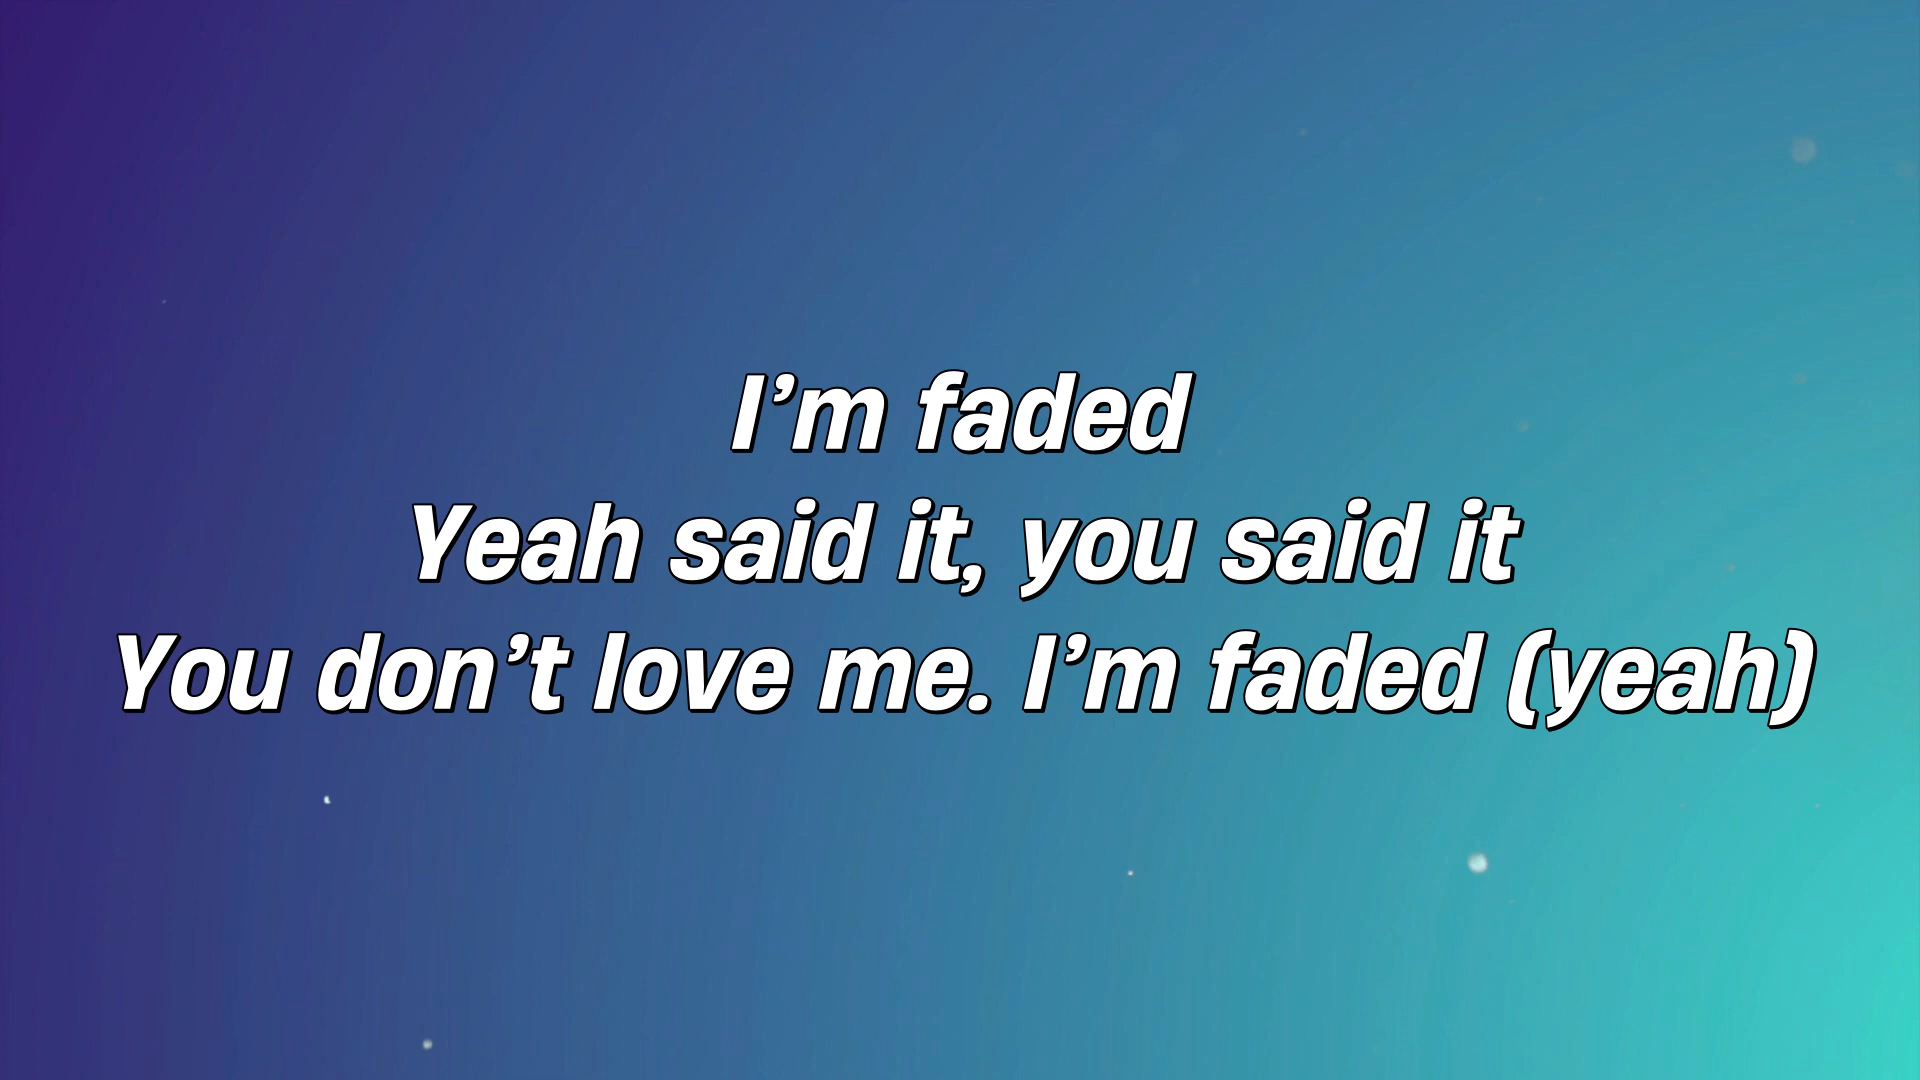 I’m faded
Yeah said it, you said it
You don’t love me. I’m faded (yeah)